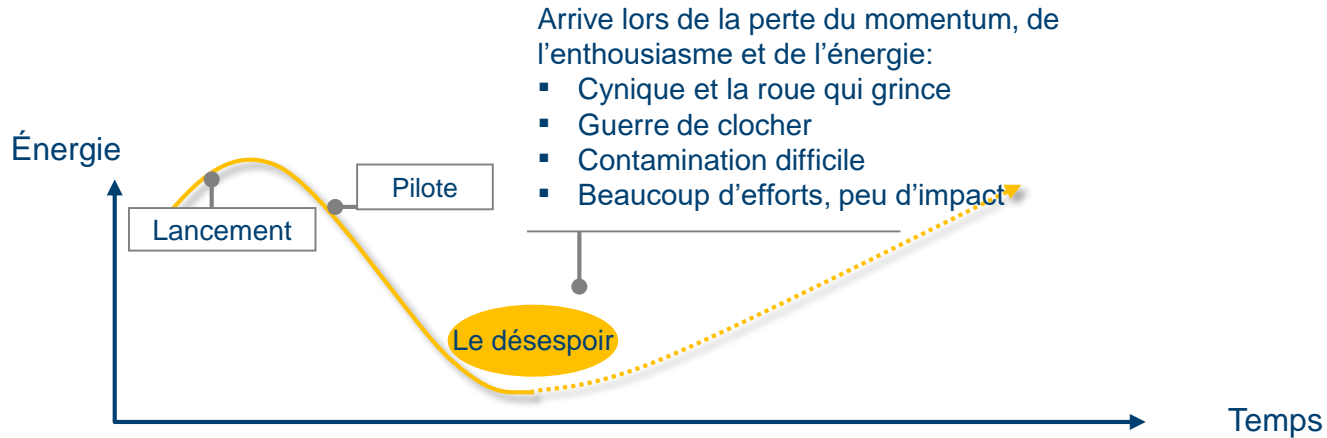 Arrive lors de la perte du momentum, de
l’enthousiasme et de l’énergie:
▪ Cynique et la roue qui grince
▪ Guerre de clocher
▪ Contamination difficile
▪ Beaucoup d’efforts, peu d’impact
Énergie
Pilote
Lancement
Le désespoir
Temps